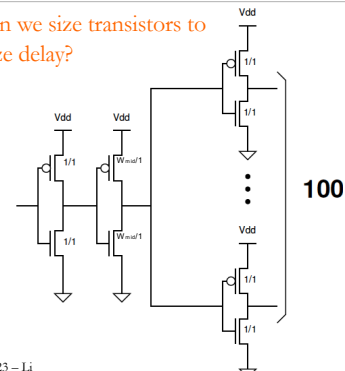 n we size transistors to
ze delay?
Vdd
1/1
1/1
Vdd
Vdd
1/1
Wmid/1
1/1
Wmid/1
100
Vdd
1/1
1/1
23 – Li